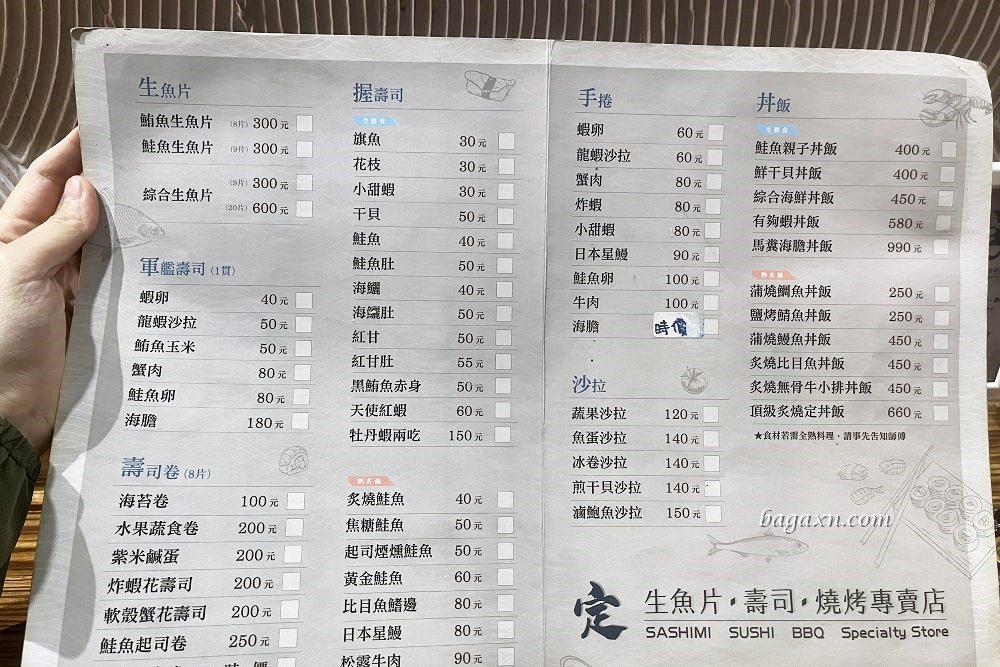 生魚片
鮪魚生魚片 (8片) 300元
鮭魚生魚片 (9片) 300元
綜合生魚片 (9片) 300元
(20片) 600元
軍艦壽司 (1貫)
蝦卵 40元
龍蝦沙拉 50元
鮪魚玉米 50元
蟹肉 80元
鮭魚卵 80元
海膽 180元
壽司卷 (8片)
海苔卷 100元
水果蔬食卷 200元
紫米鹹蛋 200元
炸蝦花壽司 200元
軟殼蟹花壽司 200元
鮭魚起司卷 250元
時價
握壽司
生鮮食
旗魚 30元
花枝 30元
小甜蝦 30元
干貝 50元
鮭魚 40元
鮭魚肚 50元
海鱺 40元
海鱺肚 50元
紅甘 50元
紅甘肚 55元
黑鮪魚赤身 50元
天使紅蝦 60元
牡丹蝦兩吃 150元
熱炙燒
炙燒鮭魚 40元
焦糖鮭魚 50元
起司煙燻鮭魚 50元
黃金鮭魚 60元
比目魚鰭邊 80元
日本星鰻 80元
松露牛肉 90元
手捲
蝦卵 60元
龍蝦沙拉 60元
蟹肉 80元
炸蝦 80元
小甜蝦 80元
日本星鰻 90元
鮭魚卵 100元
牛肉 100元
海膽 時價
沙拉
蔬果沙拉 120元
魚蛋沙拉 140元
冰卷沙拉 140元
煎干貝沙拉 140元
滷鮑魚沙拉 150元
丼飯
生鮮食
鮭魚親子丼飯 400元
鮮干貝丼飯 400元
綜合海鮮丼飯 450元
有夠蝦丼飯 580元
馬糞海膽丼飯 990元
熱炙燒
蒲燒鯛魚丼飯 250元
鹽烤鯖魚丼飯 250元
蒲燒鰻魚丼飯 450元
炙燒比目魚丼飯 450元
炙燒無骨牛小排丼飯 450元
頂級炙燒定丼飯 660元
★食材若需全熟料理，請事先告知師傅
bagaxn.com
定 生魚片·壽司·燒烤專賣店
SASHIMI SUSHI BBQ Specialty Store